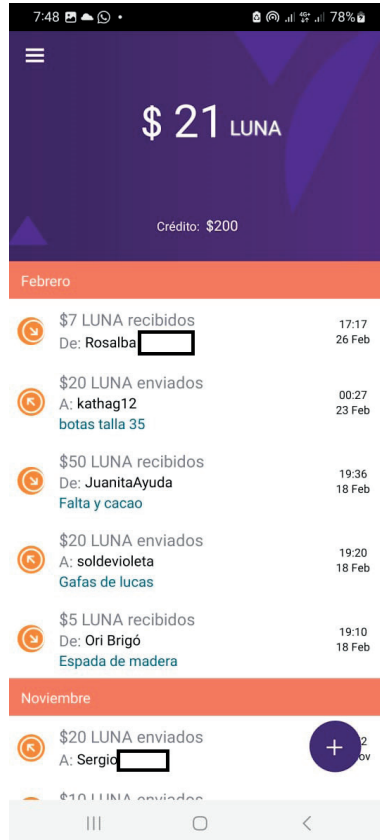 7:48
78%
$ 21 LUNA
Crédito: $200
Febrero
$7 LUNA recibidos
De: Rosalba
17:17
26 Feb
$20 LUNA enviados
A: kathag12
botas talla 35
00:27
23 Feb
$50 LUNA recibidos
De: JuanitaAyuda
Falta y cacao
19:36
18 Feb
$20 LUNA enviados
A: soldevioleta
Gafas de lucas
19:20
18 Feb
$5 LUNA recibidos
De: Ori Brigó
Espada de madera
19:10
18 Feb
Noviembre
$20 LUNA enviados
A: Sergio
$10 LUNA enviados